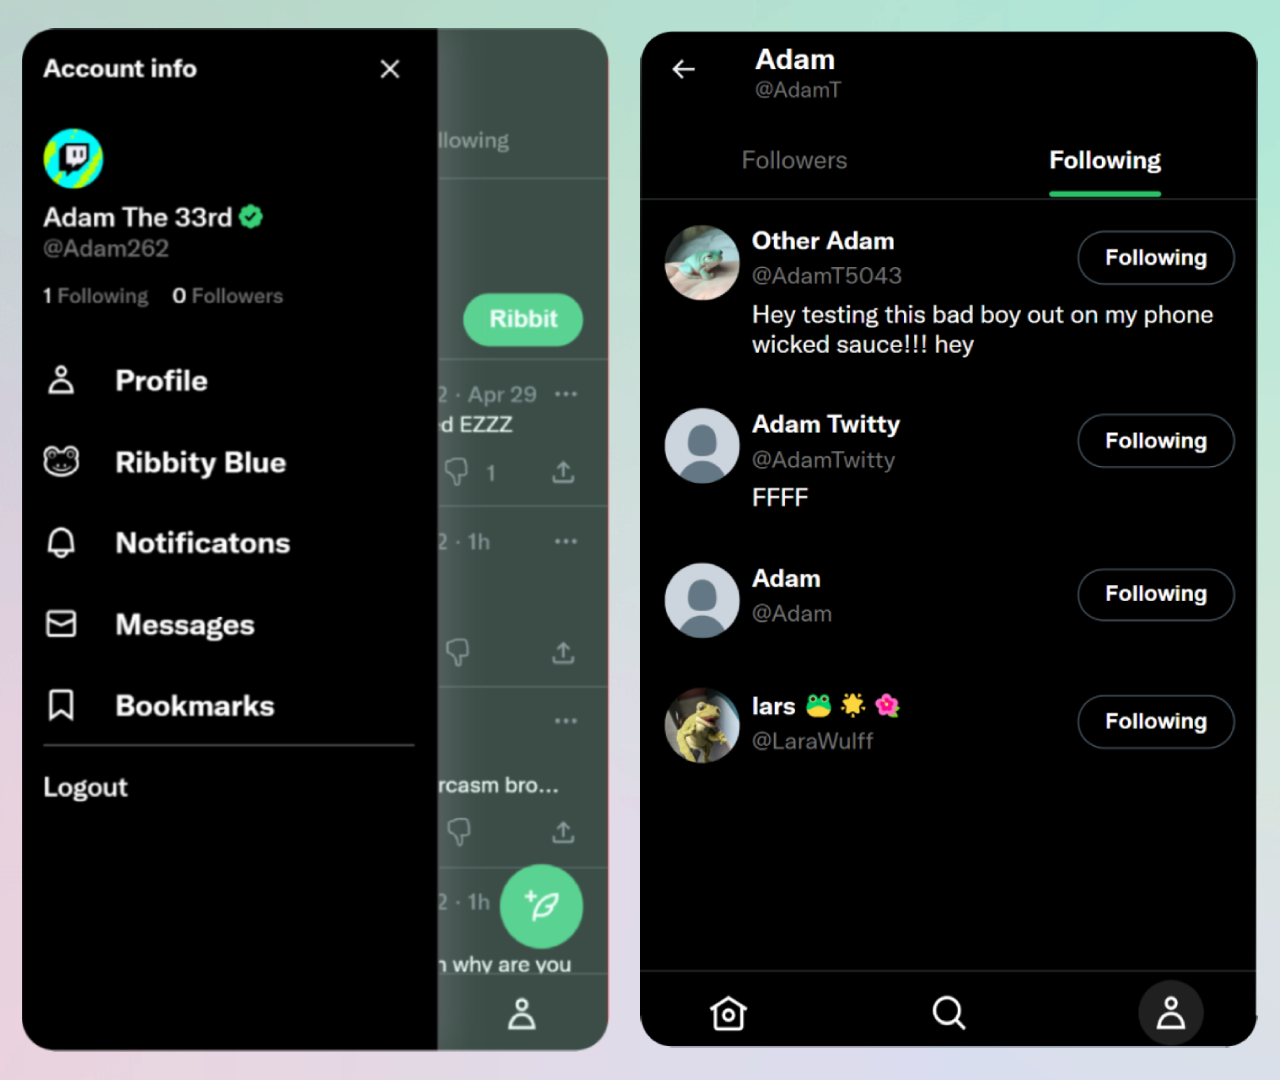 Account info
Adam The 33rd
@Adam262
1 Following 0 Followers
Profile
Ribbity Blue
Notificatons
Messages
Bookmarks
Logout
llowing
Ribbit
2 · Apr 29
d EZZZ
1
2 · 1h
rcasm bro...
2 · 1h
why are you
Adam
@AdamT
Followers
Following
Other Adam
@AdamT5043
Following
Hey testing this bad boy out on my phone
wicked sauce!!! hey
Adam Twitty
@AdamTwitty
Following
FFFF
Adam
@Adam
Following
lars 🐸 🌟 🌺
@LaraWulff
Following